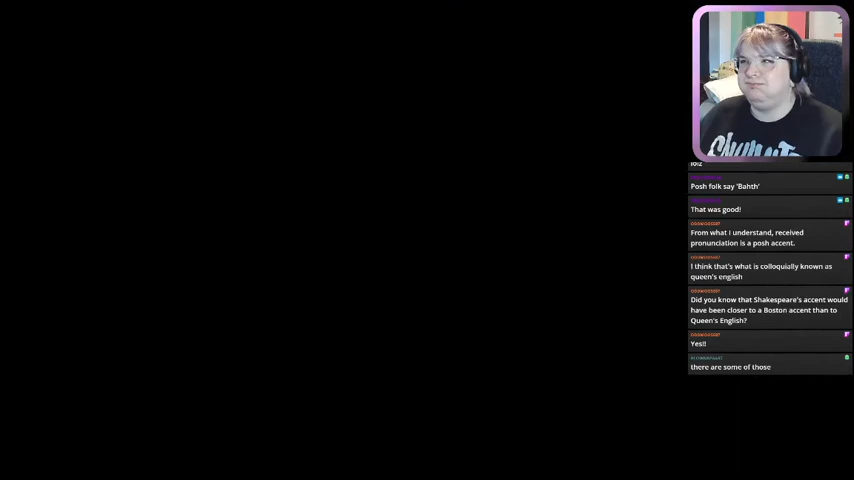 lolz
Posh folk say 'Bahth'
That was good!
From what I understand, received
pronunciation is a posh accent.
I think that's what is colloquially known as
queen's english
Did you know that Shakespeare's accent would
have been closer to a Boston accent than to
Queen's English?
Yes!!
there are some of those